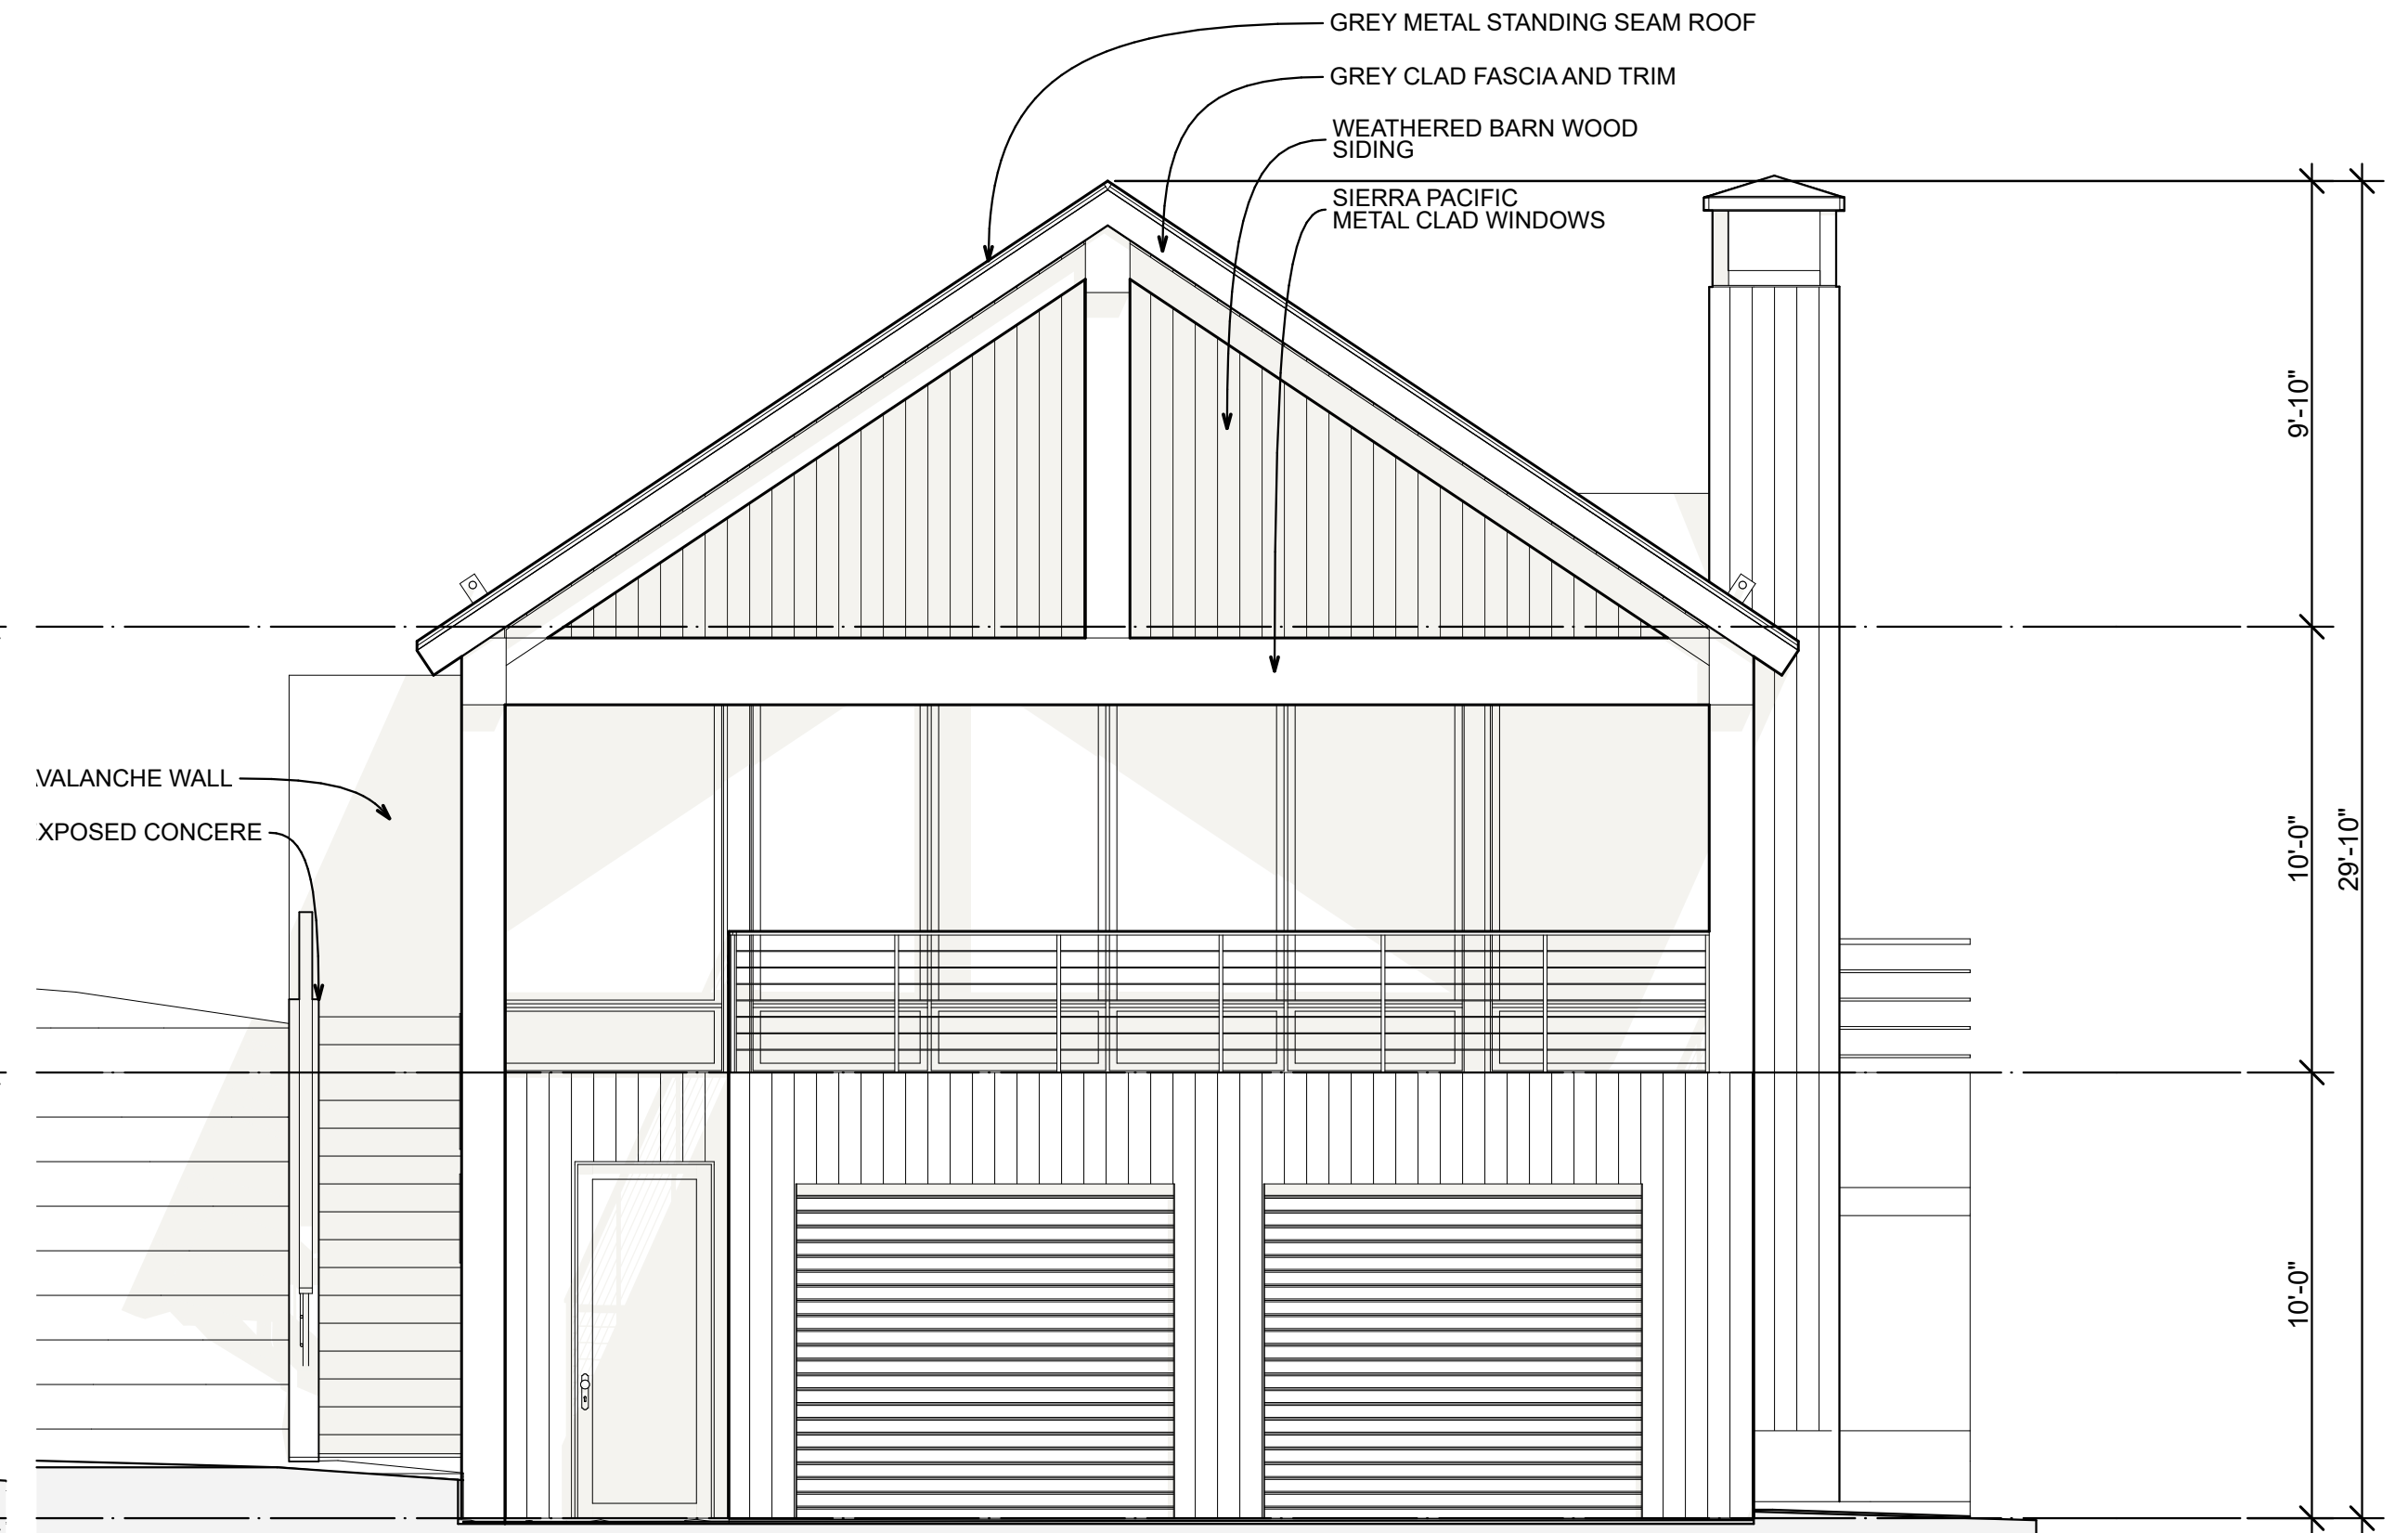 GREY METAL STANDING SEAM ROOF
GREY CLAD FASCIA AND TRIM
WEATHERED BARN WOOD
SIDING
SIERRA PACIFIC
METAL CLAD WINDOWS
VALANCHE WALL
XPOSED CONCERE
9'-10"
10'-0"
29'-10"
10'-0"